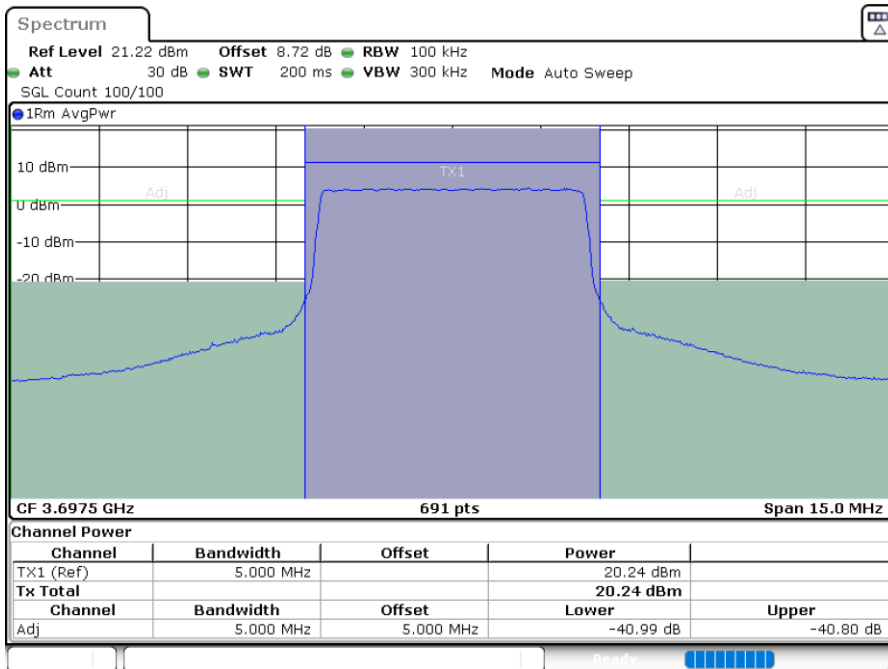 Spectrum
Ref Level 21.22 dBm Offset 8.72 dB RBW 100 kHz
Att 30 dB SWT 200 ms VBW 300 kHz Mode Auto Sweep
SGL Count 100/100
1Rm AvgPwr
10 dBm
TX1
Adj Adj
0 dBm
-10 dBm
-20 dBm
CF 3.6975 GHz 691 pts Span 15.0 MHz
Channel Power
Channel Bandwidth Offset Power
TX1 (Ref) 5.000 MHz 20.24 dBm
Tx Total 20.24 dBm
Channel Bandwidth Offset Lower Upper
Adj 5.000 MHz 5.000 MHz -40.99 dB -40.80 dB
Ready